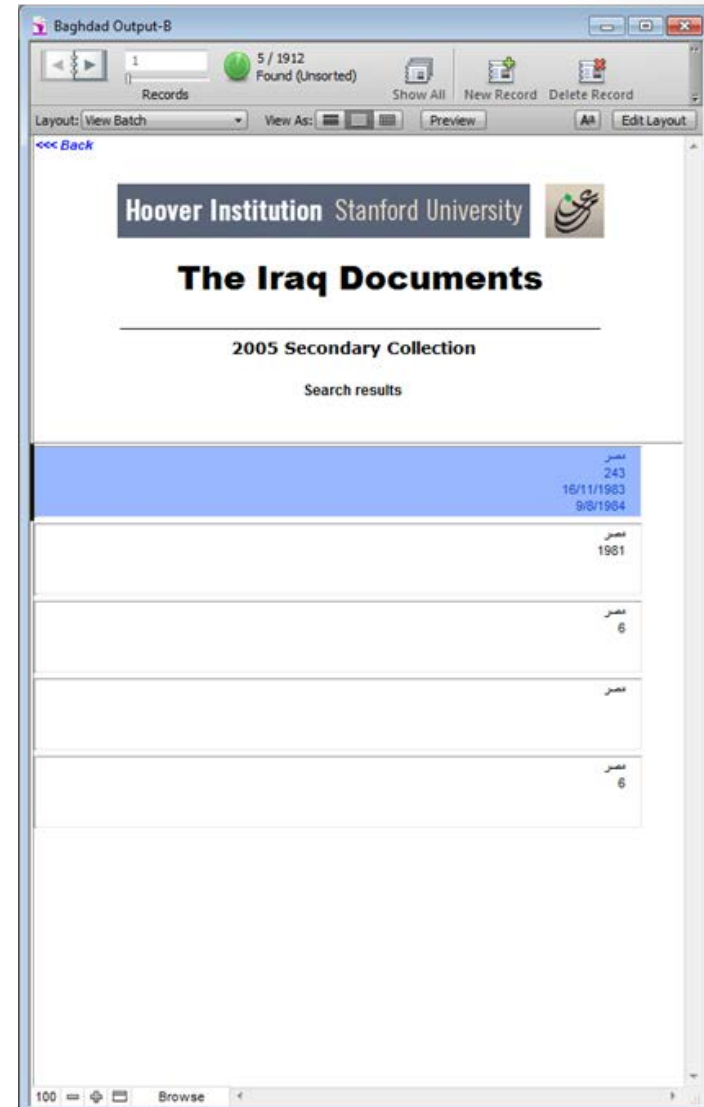 Baghdad Output-B
1
Records
5 / 1912
Found (Unsorted)
Show All
New Record
Delete Record
Layout: View Batch
View As:
Preview
Aa
Edit Layout
<<< Back
Hoover Institution Stanford University
The Iraq Documents
2005 Secondary Collection
Search results
مصر
243
16/11/1983
9/8/1984
مصر
1981
مصر
6
مصر
مصر
6
100
Browse